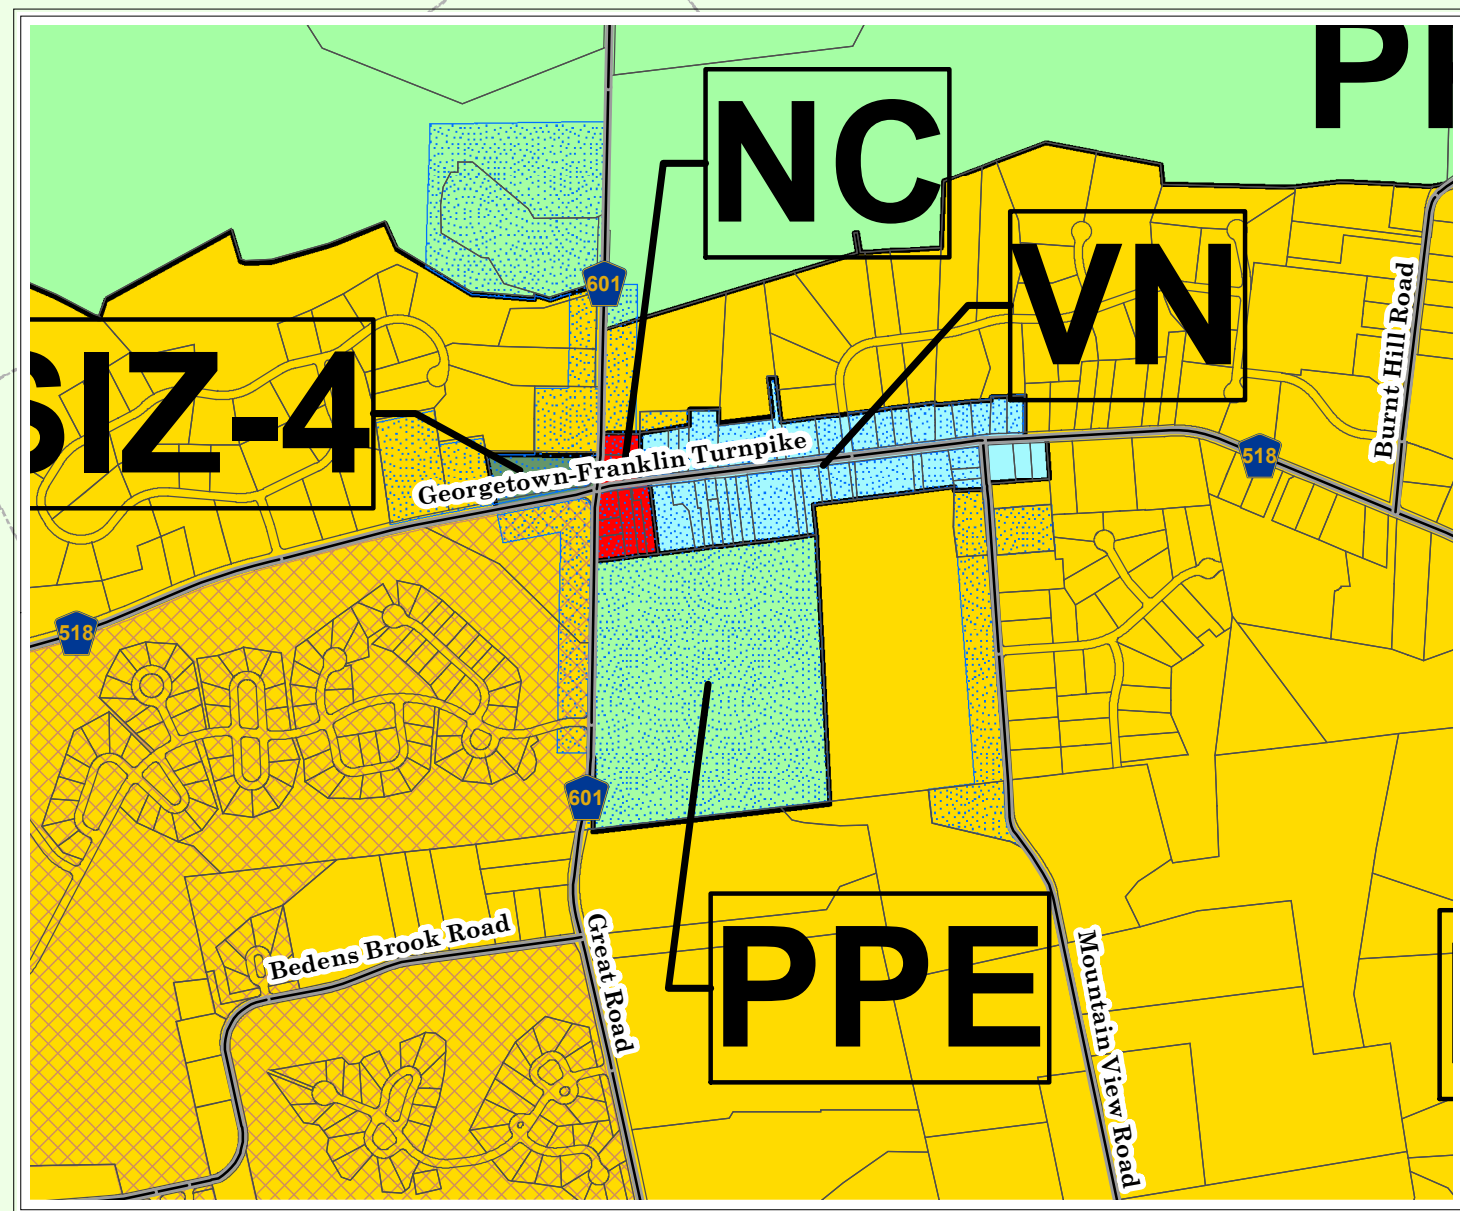 NC
VN
601
SIZ-4
Burnt Hill Road
Georgetown-Franklin Turnpike
518
518
601
Bedens Brook Road
Great Road
PPE
Mountain View Road